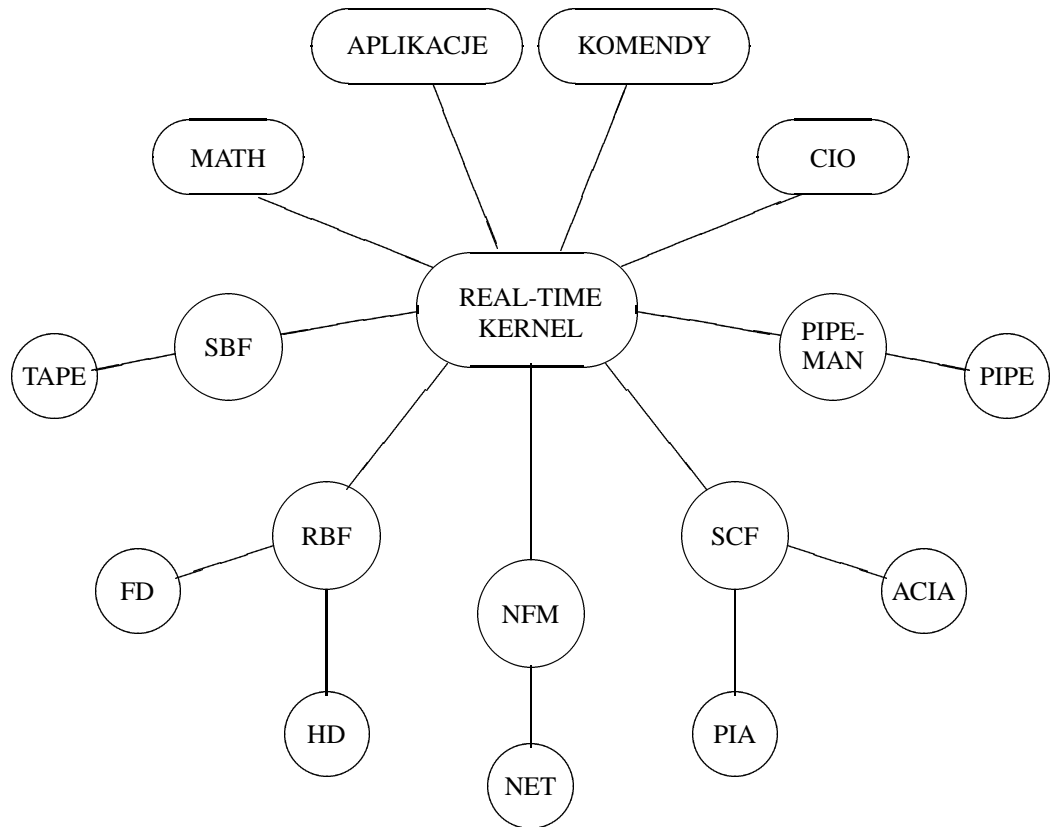 APLIKACJE
KOMENDY
MATH
CIO
REAL-TIME
KERNEL
SBF
TAPE
PIPE-
MAN
PIPE
RBF
SCF
FD
NFM
ACIA
HD
PIA
NET